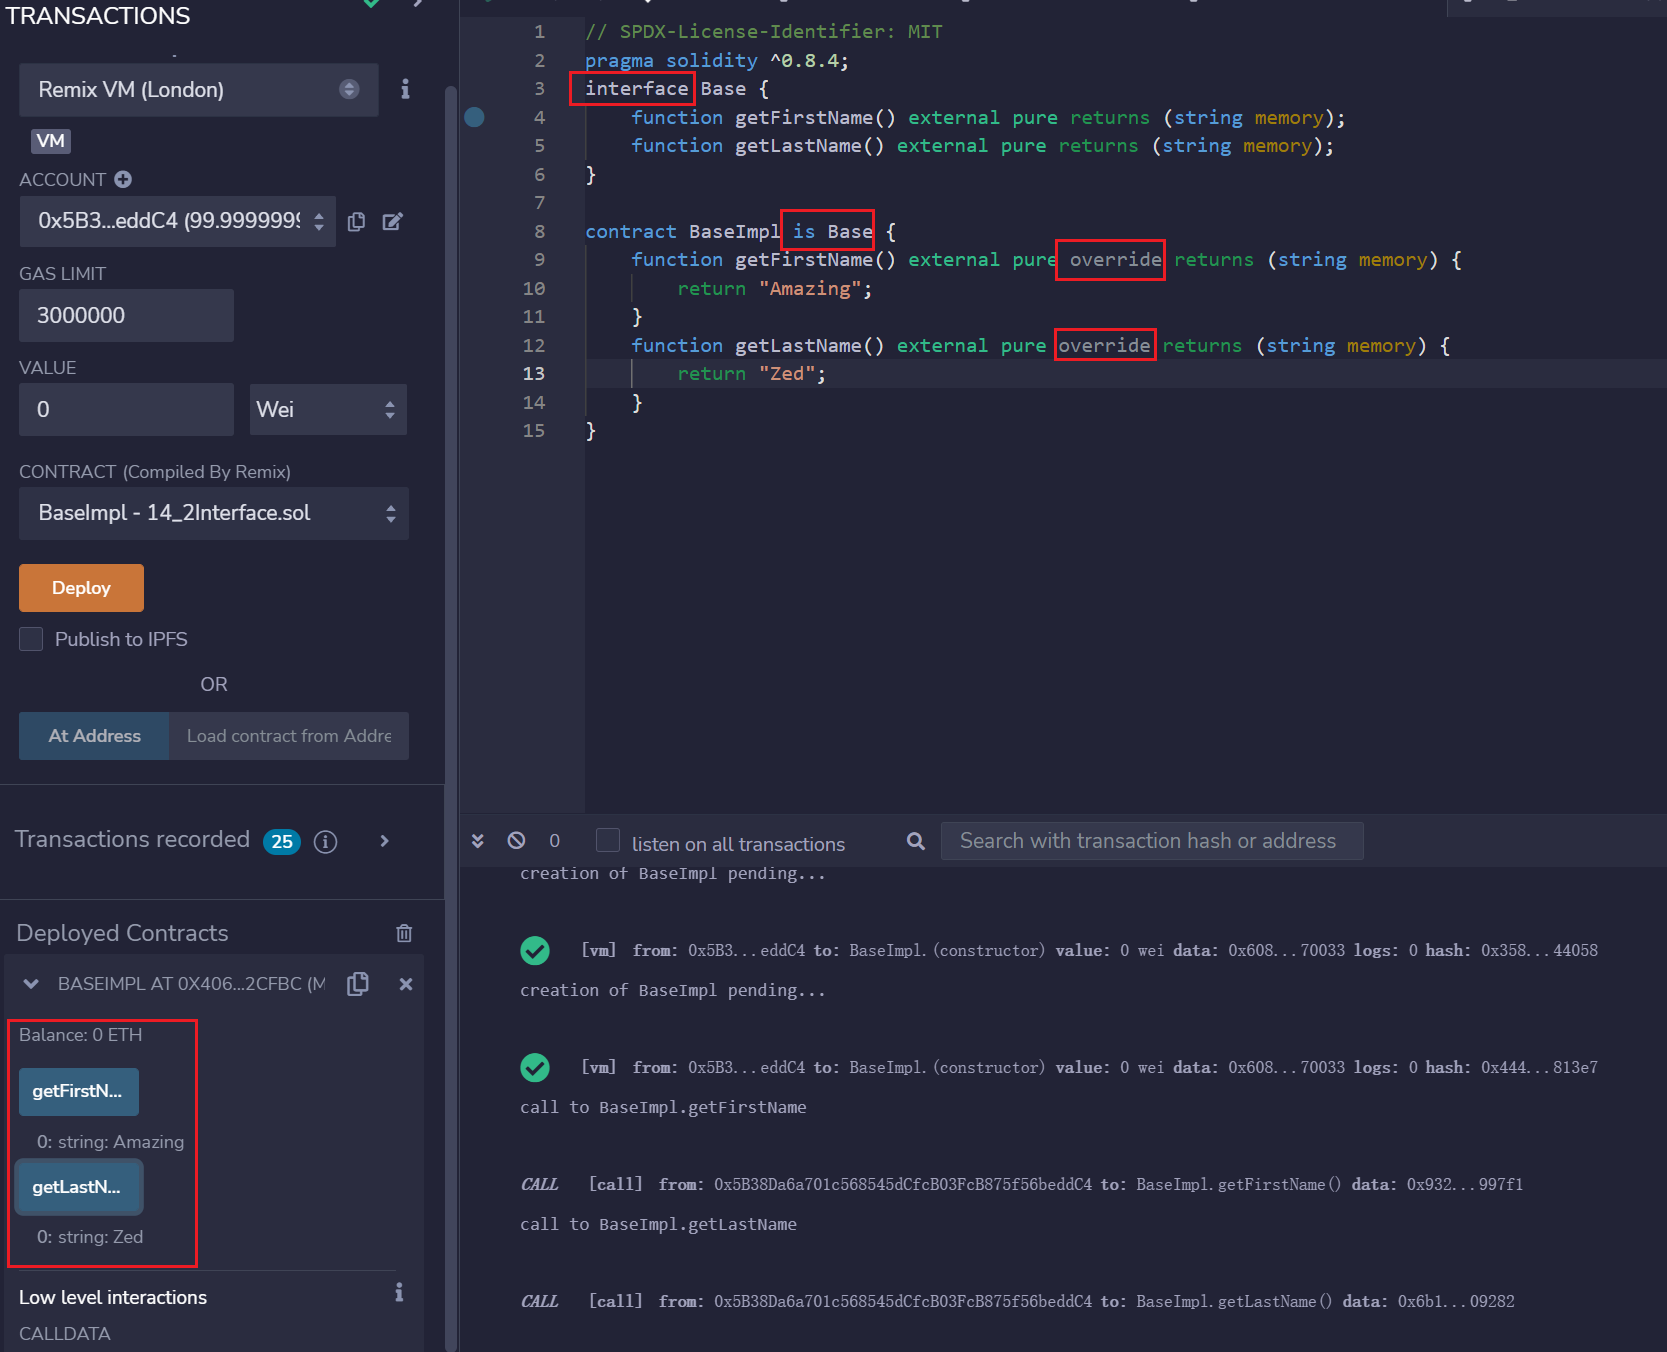 TRANSACTIONS
Remix VM (London)
VM
ACCOUNT
0x5B3...eddC4 (99.9999999
GAS LIMIT
3000000
VALUE
0
Wei
CONTRACT (Compiled By Remix)
BaseImpl - 14_2Interface.sol
Deploy
Publish to IPFS
OR
At Address
Load contract from Addre
Transactions recorded 25
Deployed Contracts
BASEIMPL AT 0X406...2CFBC (M
Balance: 0 ETH
getFirstN...
0: string: Amazing
getLastN...
0: string: Zed
Low level interactions
CALLDATA
1 // SPDX-License-Identifier: MIT
2 pragma solidity ^0.8.4;
3 interface Base {
4 function getFirstName() external pure returns (string memory);
5 function getLastName() external pure returns (string memory);
6 }
7
8 contract BaseImpl is Base {
9 function getFirstName() external pure override returns (string memory) {
10 return "Amazing";
11 }
12 function getLastName() external pure override returns (string memory) {
13 return "Zed";
14 }
15 }
0
listen on all transactions
Search with transaction hash or address
creation of BaseImpl pending...
[vm] from: 0x5B3...eddC4 to: BaseImpl.(constructor) value: 0 wei data: 0x608...70033 logs: 0 hash: 0x358...44058
creation of BaseImpl pending...
[vm] from: 0x5B3...eddC4 to: BaseImpl.(constructor) value: 0 wei data: 0x608...70033 logs: 0 hash: 0x444...813e7
call to BaseImpl.getFirstName
CALL [call] from: 0x5B38Da6a701c568545dCfcB03FcB875f56beddC4 to: BaseImpl.getFirstName() data: 0x932...997f1
call to BaseImpl.getLastName
CALL [call] from: 0x5B38Da6a701c568545dCfcB03FcB875f56beddC4 to: BaseImpl.getLastName() data: 0x6b1...09282